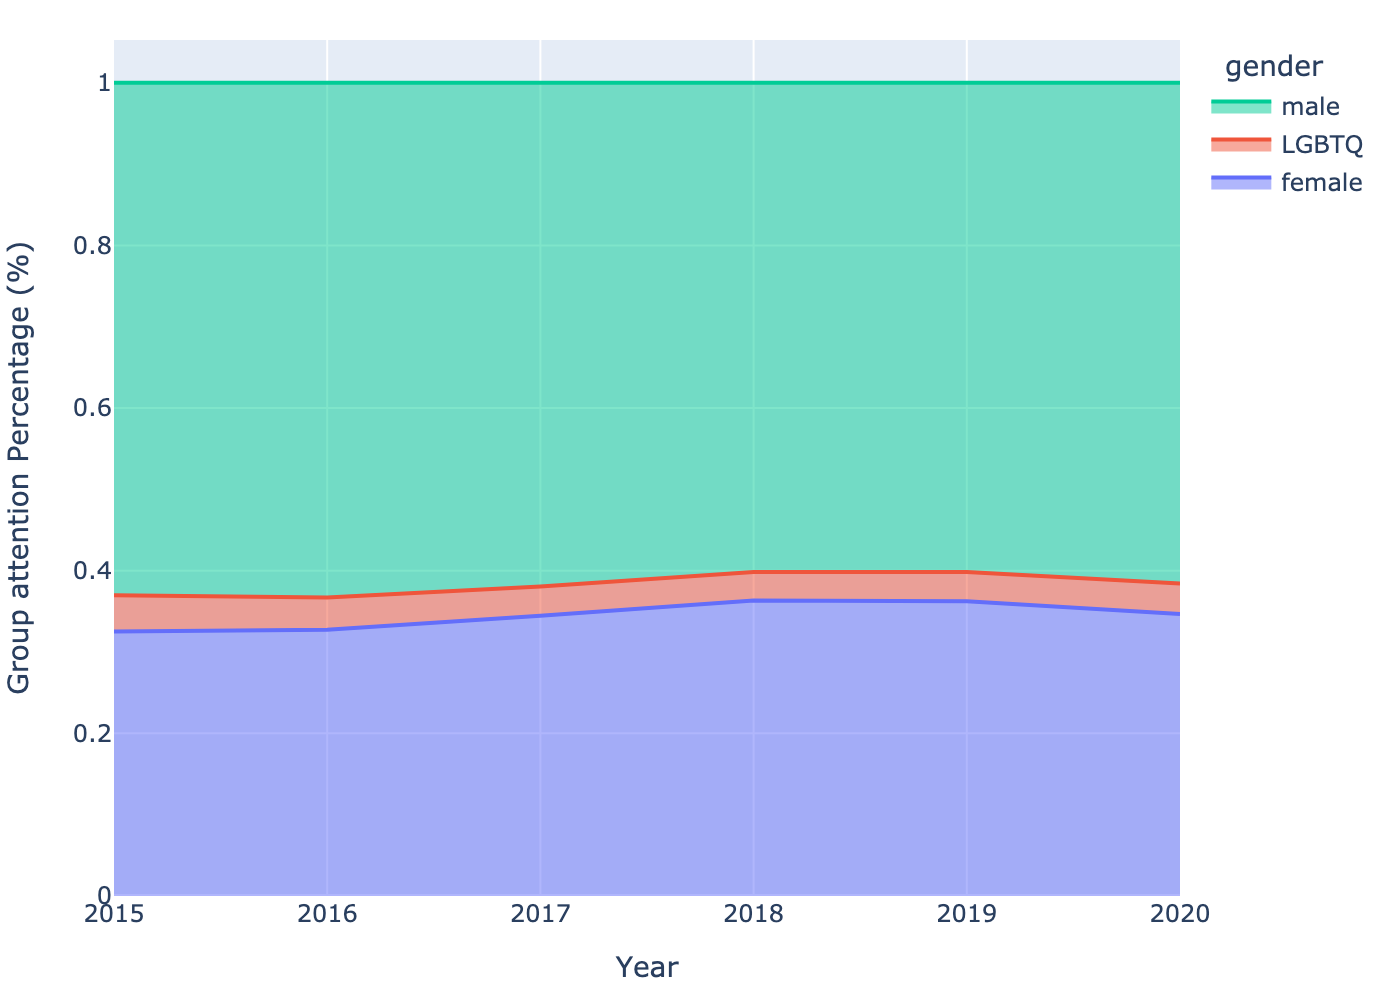 gender
male
LGBTQ
female
Group attention Percentage (%)
1
0.8
0.6
0.4
0.2
0
2015 2016 2017 2018 2019 2020
Year